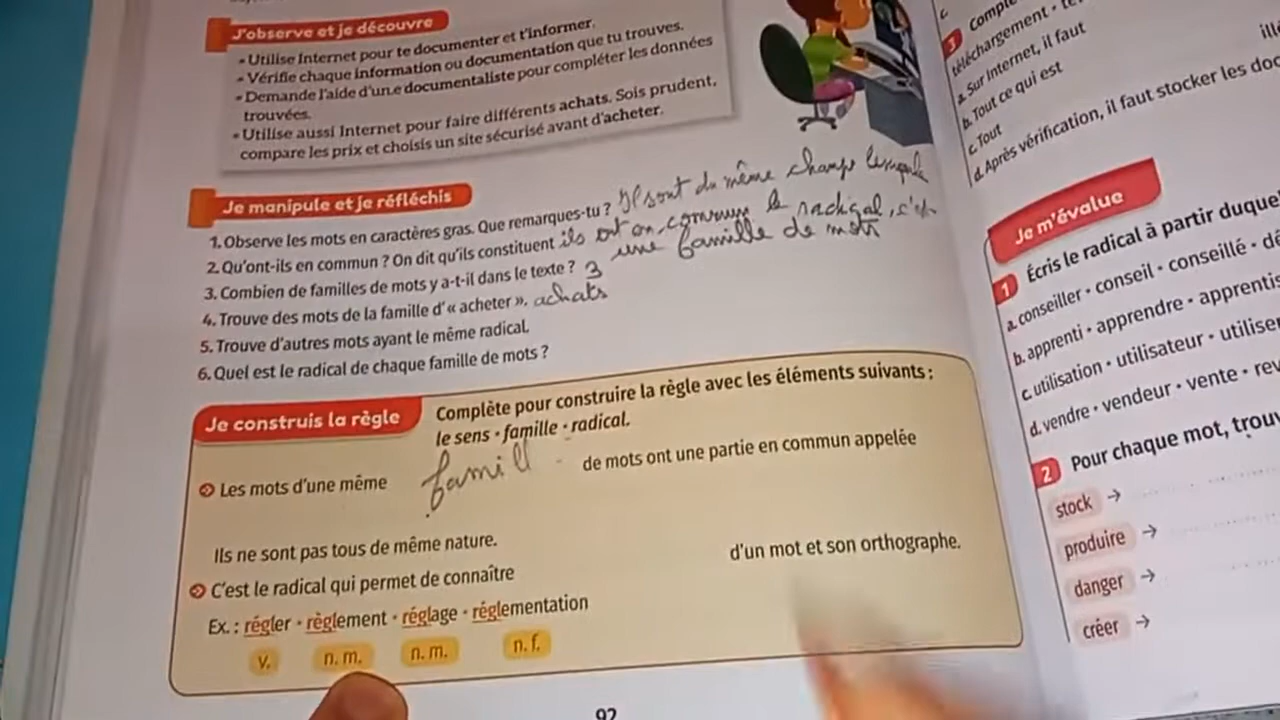 J'observe et je découvre
• Utilise Internet pour te documenter et t'informer.
• Vérifie chaque information ou documentation que tu trouves.
• Demande l'aide d'un.e documentaliste pour compléter les données
trouvées.
• Utilise aussi Internet pour faire différents achats. Sois prudent,
compare les prix et choisis un site sécurisé avant d'acheter.
Je manipule et je réfléchis
1. Observe les mots en caractères gras. Que remarques-tu ? Il sont du même champ
2. Qu'ont-ils en commun ? On dit qu'ils constituent ils ont en commun le radical, c'est
une famille de mots
3. Combien de familles de mots y a-t-il dans le texte ? 3
4. Trouve des mots de la famille d'« acheter ». achats
5. Trouve d'autres mots ayant le même radical.
6. Quel est le radical de chaque famille de mots ?
Je construis la règle
Complète pour construire la règle avec les éléments suivants :
le sens • famille • radical.
Les mots d'une même famill de mots ont une partie en commun appelée
Ils ne sont pas tous de même nature.
C'est le radical qui permet de connaître d'un mot et son orthographe.
Ex. : régler • règlement • réglage • réglementation
v. n. m. n. m. n. f.
92
3 Complè
téléchargement •
a. Sur Internet, il faut
b. Tout ce qui est
c. Tout
d. Après vérification, il faut stocker les doc
Je m'évalue
1 Écris le radical à partir duque
a. conseiller • conseil • conseillé • dé
b. apprenti • apprendre • apprentis
c. utilisation • utilisateur • utiliser
d. vendre • vendeur • vente • rev
2 Pour chaque mot, trouv
stock →
produire →
danger →
créer →